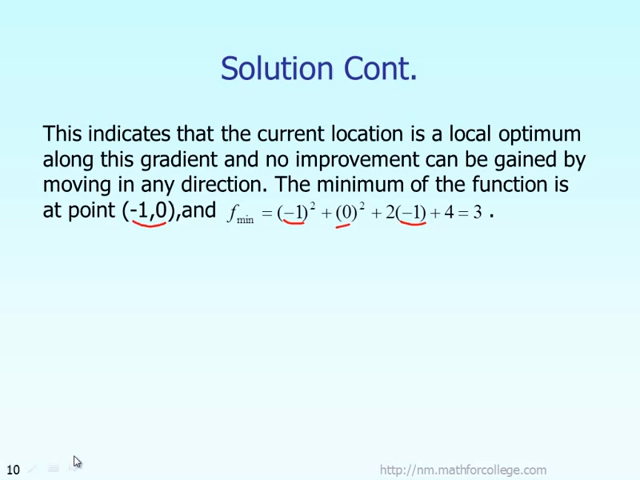 Solution Cont.
This indicates that the current location is a local optimum
along this gradient and no improvement can be gained by
moving in any direction. The minimum of the function is
at point (-1,0),and f_min = (−1)² + (0)² + 2(−1) + 4 = 3 .
10
http://nm.mathforcollege.com